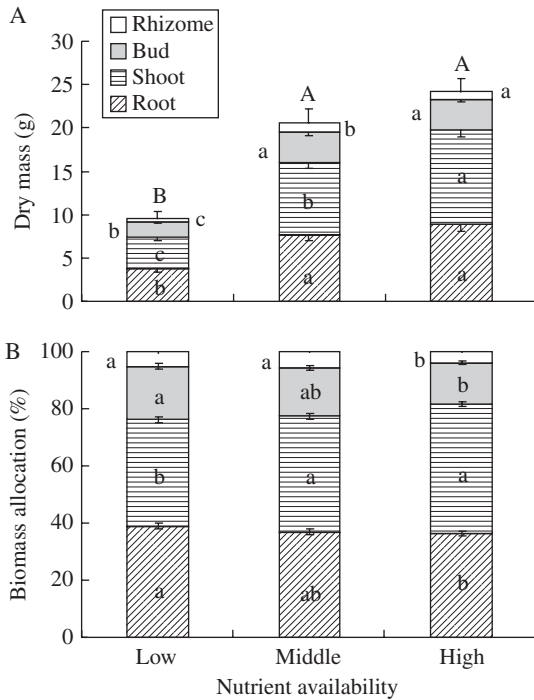 A
Rhizome
Bud
Shoot
Root
Dry mass (g)
30
25
20
15
10
5
0
B
b
c
c
b
A
b
a
b
a
A
a
a
a
a
B
Biomass allocation (%)
100
80
60
40
20
0
a
a
b
a
a
ab
a
ab
b
b
a
b
Low
Middle
High
Nutrient availability